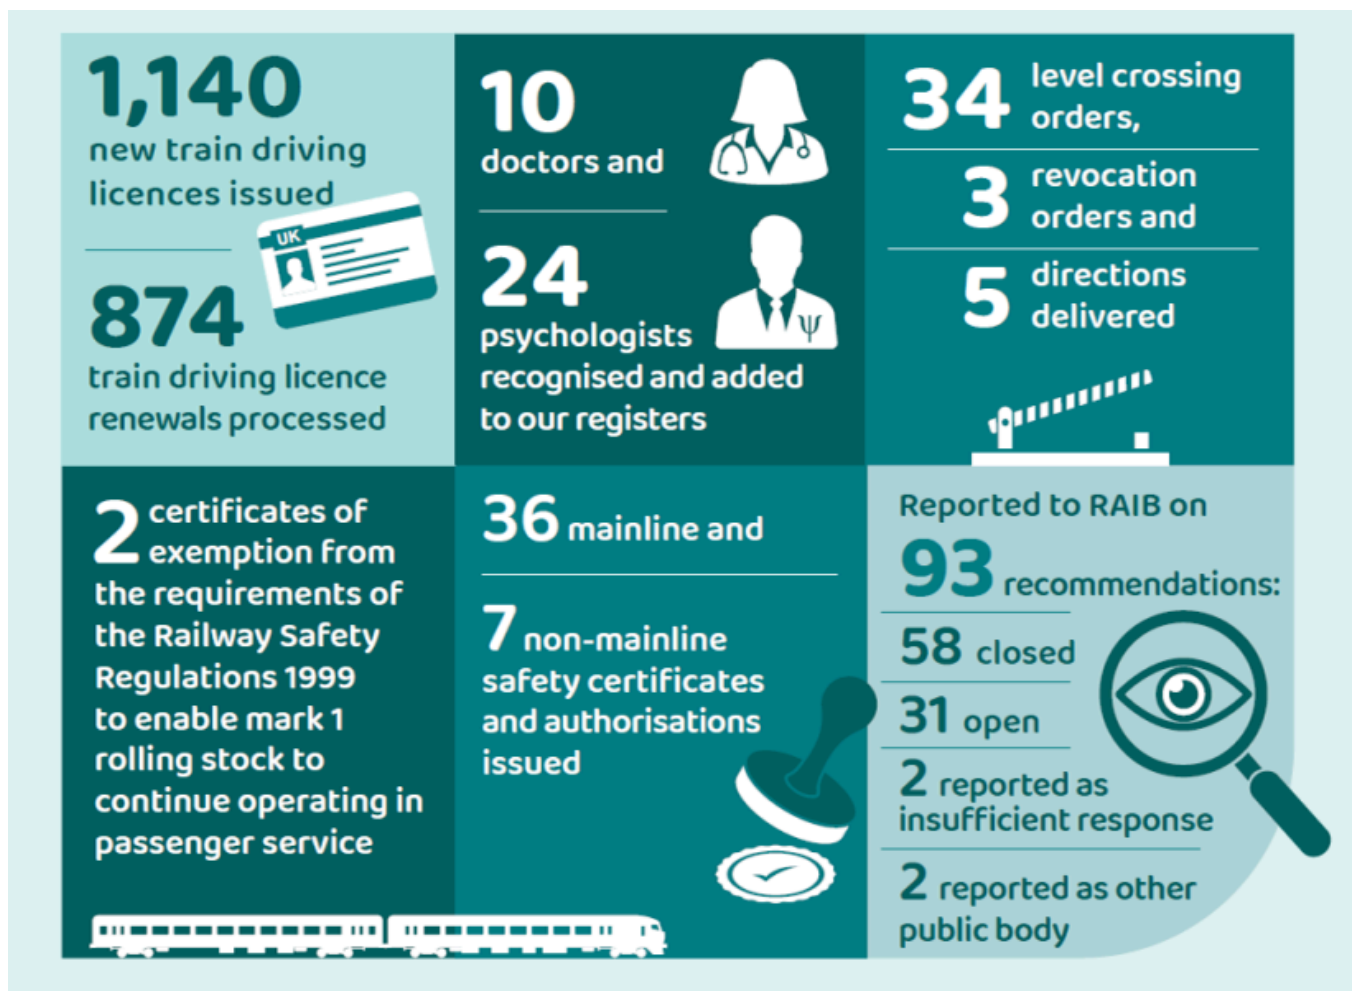 1,140
new train driving
licences issued
UK
874
train driving licence
renewals processed
10
doctors and
24
psychologists
recognised and added
to our registers
34 level crossing
orders,
3 revocation
orders and
5 directions
delivered
2 certificates of
exemption from
the requirements of
the Railway Safety
Regulations 1999
to enable mark 1
rolling stock to
continue operating in
passenger service
36 mainline and
7 non-mainline
safety certificates
and authorisations
issued
Reported to RAIB on
93 recommendations:
58 closed
31 open
2 reported as
insufficient response
2 reported as other
public body